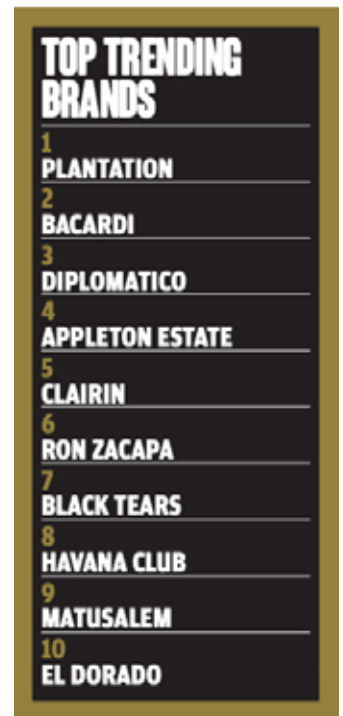 TOP TRENDING
BRANDS
1
PLANTATION
2
BACARDI
3
DIPLOMATICO
4
APPLETON ESTATE
5
CLAIRIN
6
RON ZACAPA
7
BLACK TEARS
8
HAVANA CLUB
9
MATUSALEM
10
EL DORADO